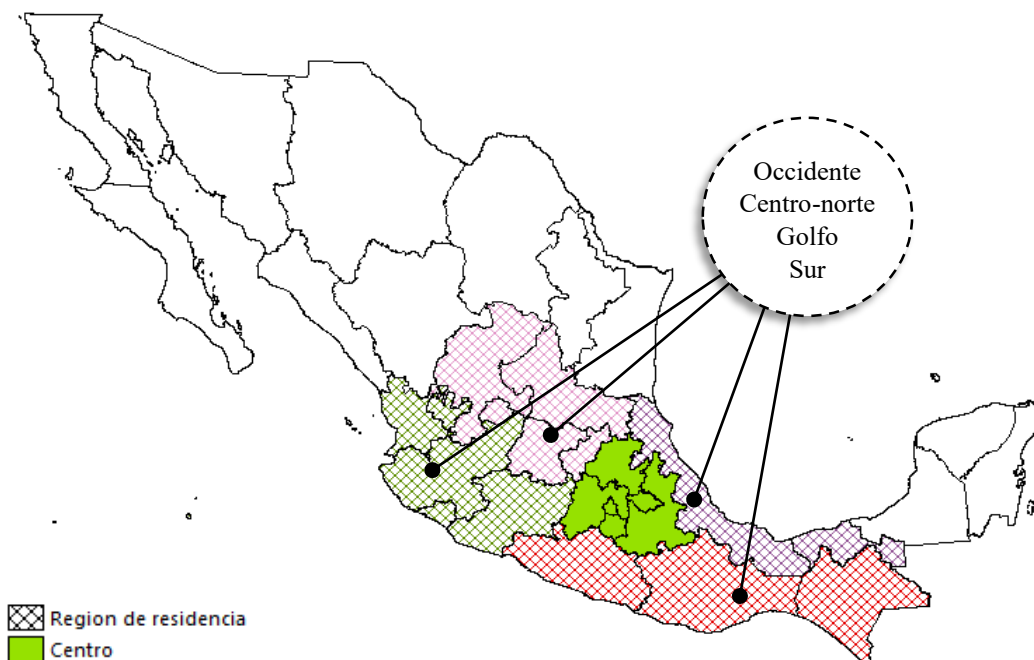 Occidente
Centro-norte
Golfo
Sur
Region de residencia
Centro